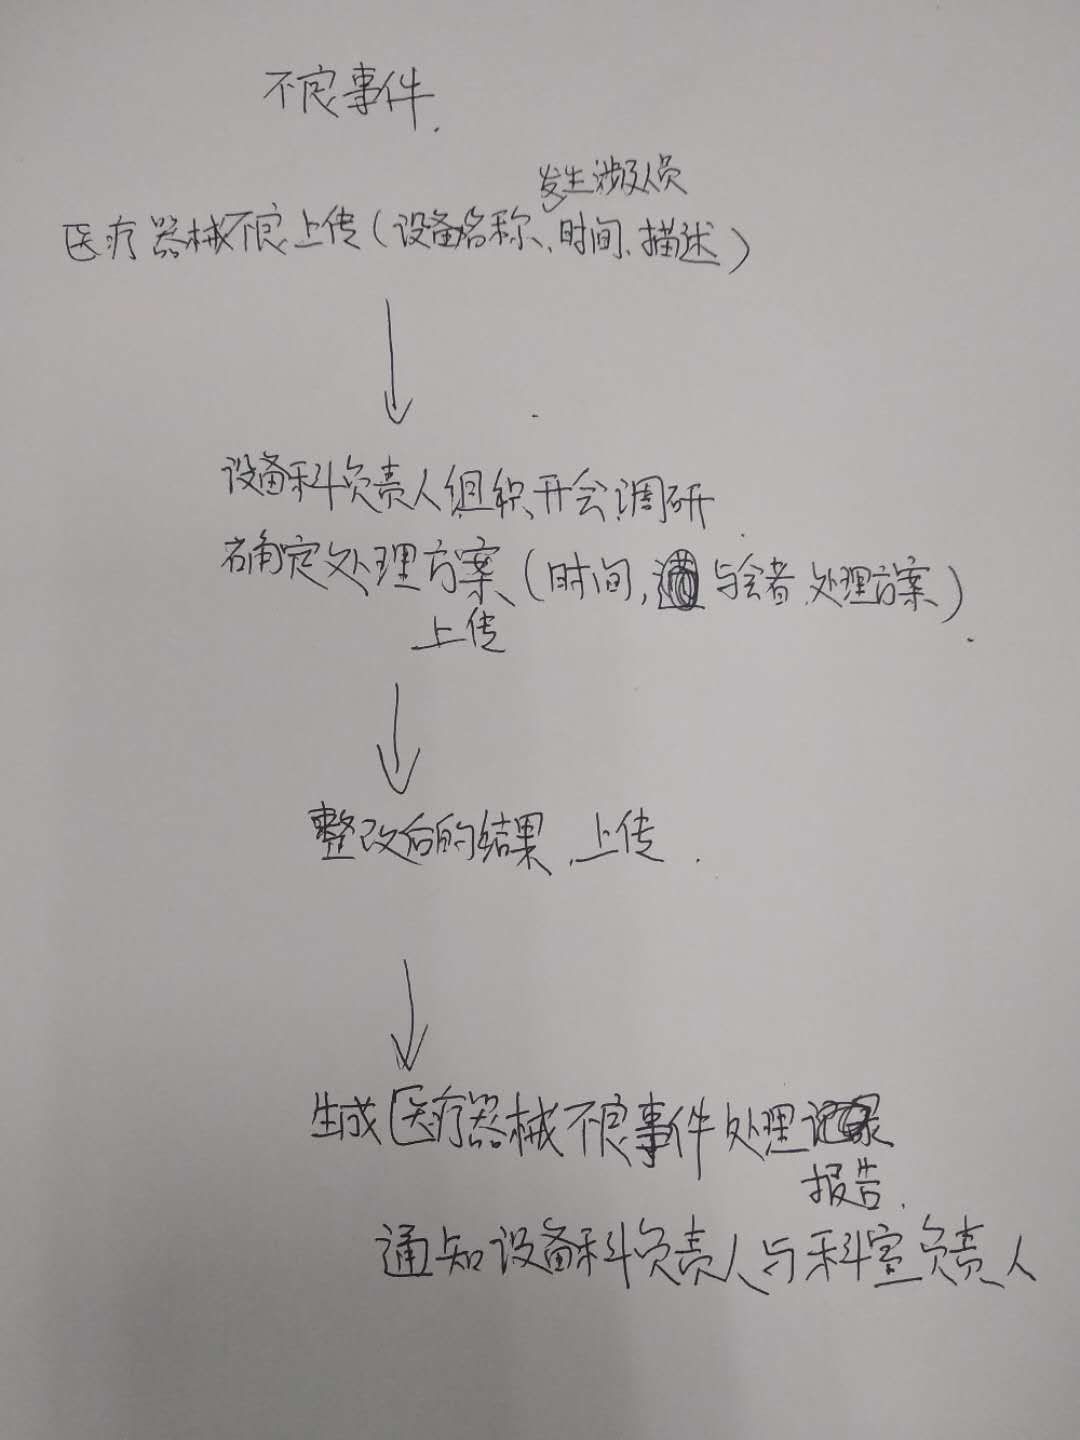 不良事件.
发生涉及人员
医疗器械不良上传(设备名称、时间、描述)
设备科负责人组织开会调研
确定处理方案(时间,与会者,处理方案)
上传
整改后的结果,上传.
生成医疗器械不良事件处理
报告.
通知设备科负责人与科室负责人